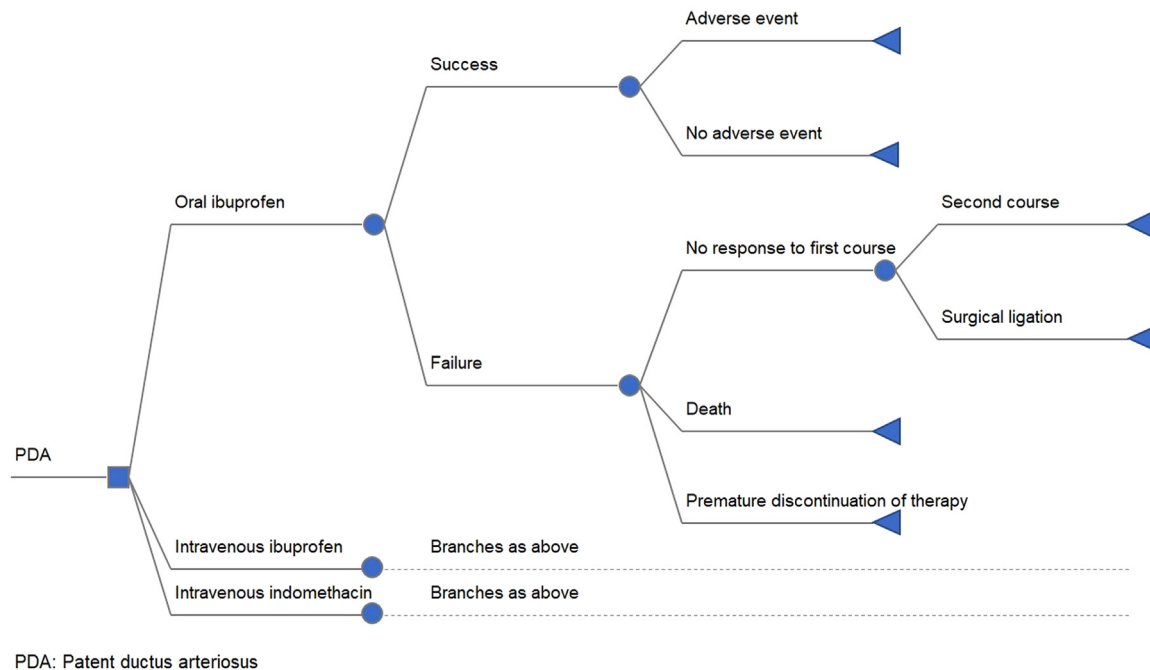 Adverse event
Success
No adverse event
Oral ibuprofen
Second course
No response to first course
Surgical ligation
Failure
Death
PDA
Premature discontinuation of therapy
Intravenous ibuprofen Branches as above
Intravenous indomethacin Branches as above
PDA: Patent ductus arteriosus